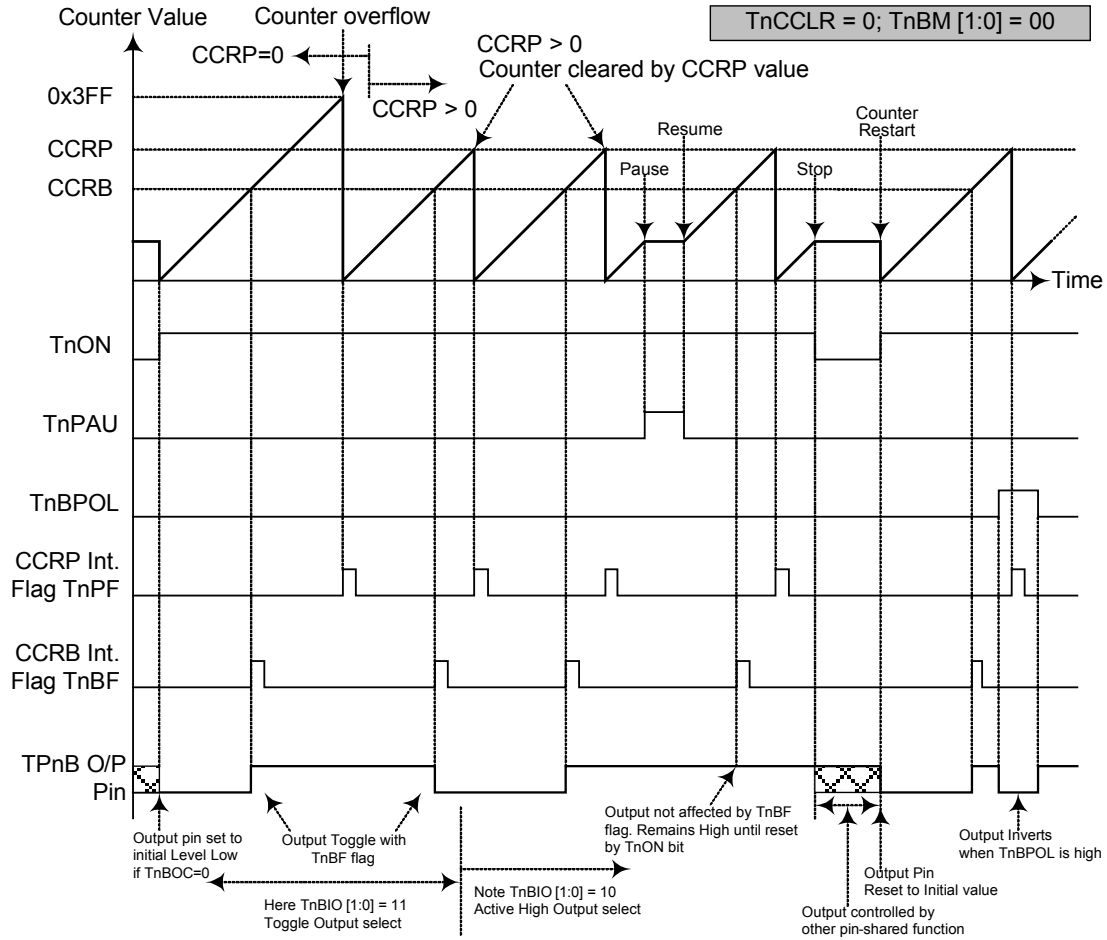 Counter Value
Counter overflow
TnCCLR = 0; TnBM [1:0] = 00
CCRP=0
CCRP > 0
CCRP > 0
Counter cleared by CCRP value
0x3FF
CCRP
CCRB
Pause
Resume
Stop
Counter
Restart
Time
TnON
TnPAU
TnBPOL
CCRP Int.
Flag TnPF
CCRB Int.
Flag TnBF
TPnB O/P
Pin
Output pin set to
initial Level Low
if TnBOC=0
Output Toggle with
TnBF flag
Output not affected by TnBF
flag. Remains High until reset
by TnON bit
Output Inverts
when TnBPOL is high
Here TnBIO [1:0] = 11
Toggle Output select
Note TnBIO [1:0] = 10
Active High Output select
Output Pin
Reset to Initial value
Output controlled by
other pin-shared function